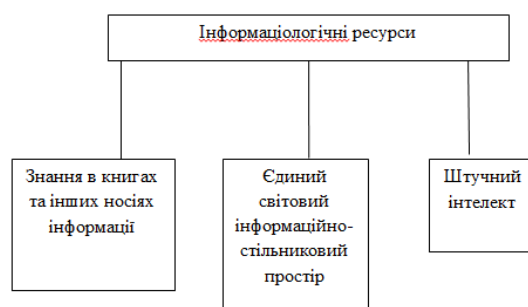 Інформаціологічні ресурси
Знання в книгах
та інших носіях
інформації
Єдиний
світовий
інформаційно-
стільниковий
простір
Штучний
інтелект